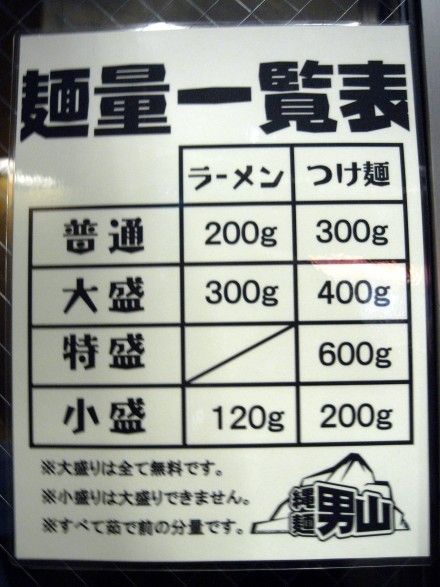 麺量一覧表
ラーメン つけ麺
普通 200g 300g
大盛 300g 400g
特盛 600g
小盛 120g 200g
※大盛りは全て無料です。
※小盛りは大盛りできません。
※すべて茹で前の分量です。
縄麺 男山